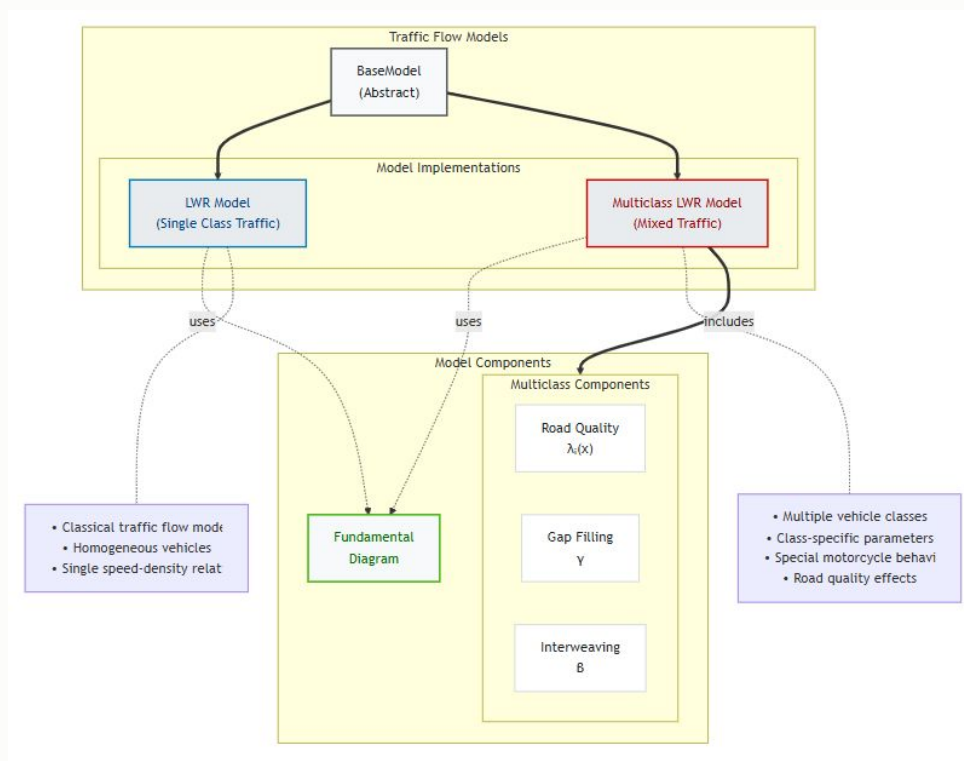 Traffic Flow Models
BaseModel
(Abstract)
Model Implementations
LWR Model
(Single Class Traffic)
Multiclass LWR Model
(Mixed Traffic)
uses
uses
includes
Model Components
Multiclass Components
Road Quality
λᵢ(x)
Fundamental
Diagram
Gap Filling
γ
Interweaving
β
• Classical traffic flow mode
• Homogeneous vehicles
• Single speed-density relat
• Multiple vehicle classes
• Class-specific parameters
• Special motorcycle behavi
• Road quality effects